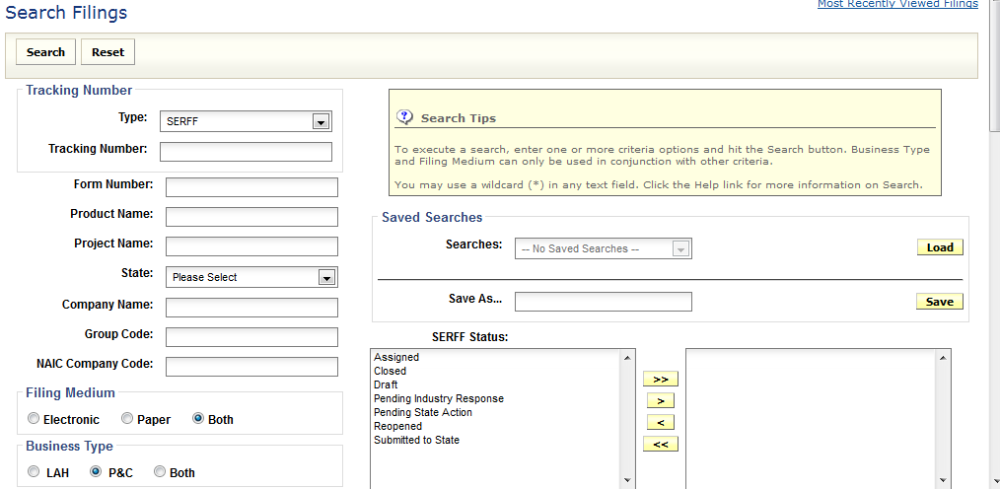 Most Recently Viewed Filings
Search Filings
Search Reset
Tracking Number
Type: SERFF
Tracking Number:
Form Number:
Product Name:
Project Name:
State: Please Select
Company Name:
Group Code:
NAIC Company Code:
Filing Medium
Electronic Paper Both
Business Type
LAH P&C Both
? Search Tips
To execute a search, enter one or more criteria options and hit the Search button. Business Type
and Filing Medium can only be used in conjunction with other criteria.
You may use a wildcard (*) in any text field. Click the Help link for more information on Search.
Saved Searches
Searches: -- No Saved Searches -- Load
Save As... Save
SERFF Status:
Assigned
Closed
Draft
Pending Industry Response
Pending State Action
Reopened
Submitted to State
>>
>
<
<<